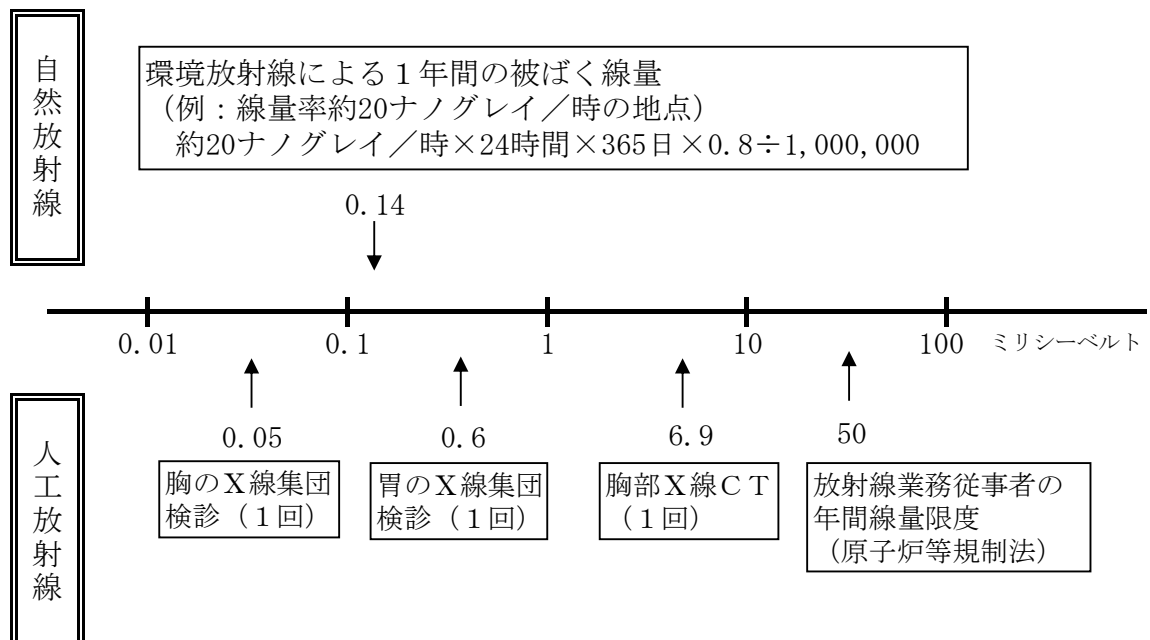 自然放射線
環境放射線による１年間の被ばく線量
（例：線量率約20ナノグレイ／時の地点）
約20ナノグレイ／時×24時間×365日×0.8÷1,000,000
0.14
0.01 0.1 1 10 100 ミリシーベルト
0.05 0.6 6.9 50
人工放射線
胸のＸ線集団
検診（１回）
胃のＸ線集団
検診（１回）
胸部Ｘ線ＣＴ
（１回）
放射線業務従事者の
年間線量限度
（原子炉等規制法）